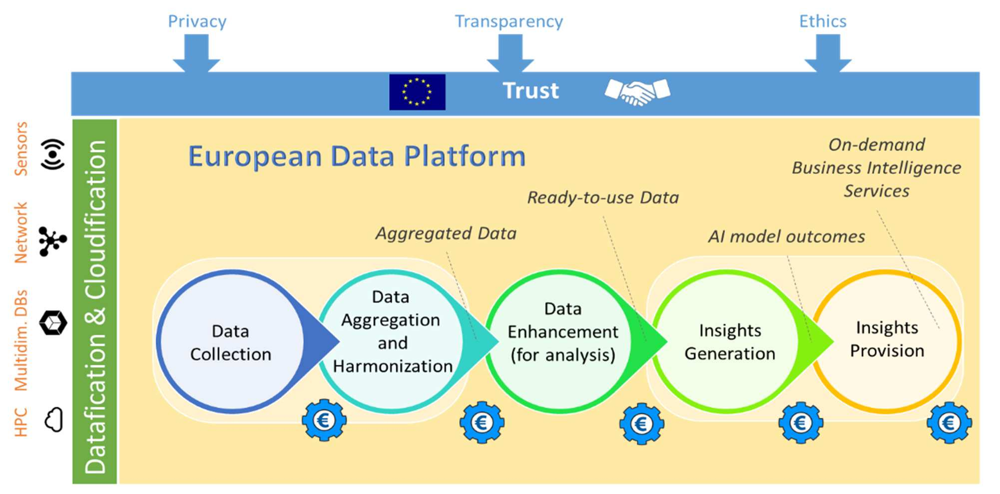 Privacy
Transparency
Ethics
Trust
Sensors
Network
Multidim. DBs
HPC
Datafication & Cloudification
European Data Platform
On-demand
Business Intelligence
Services
Ready-to-use Data
Aggregated Data
AI model outcomes
Data
Collection
Data
Aggregation
and
Harmonization
Data
Enhancement
(for analysis)
Insights
Generation
Insights
Provision
€
€
€
€
€